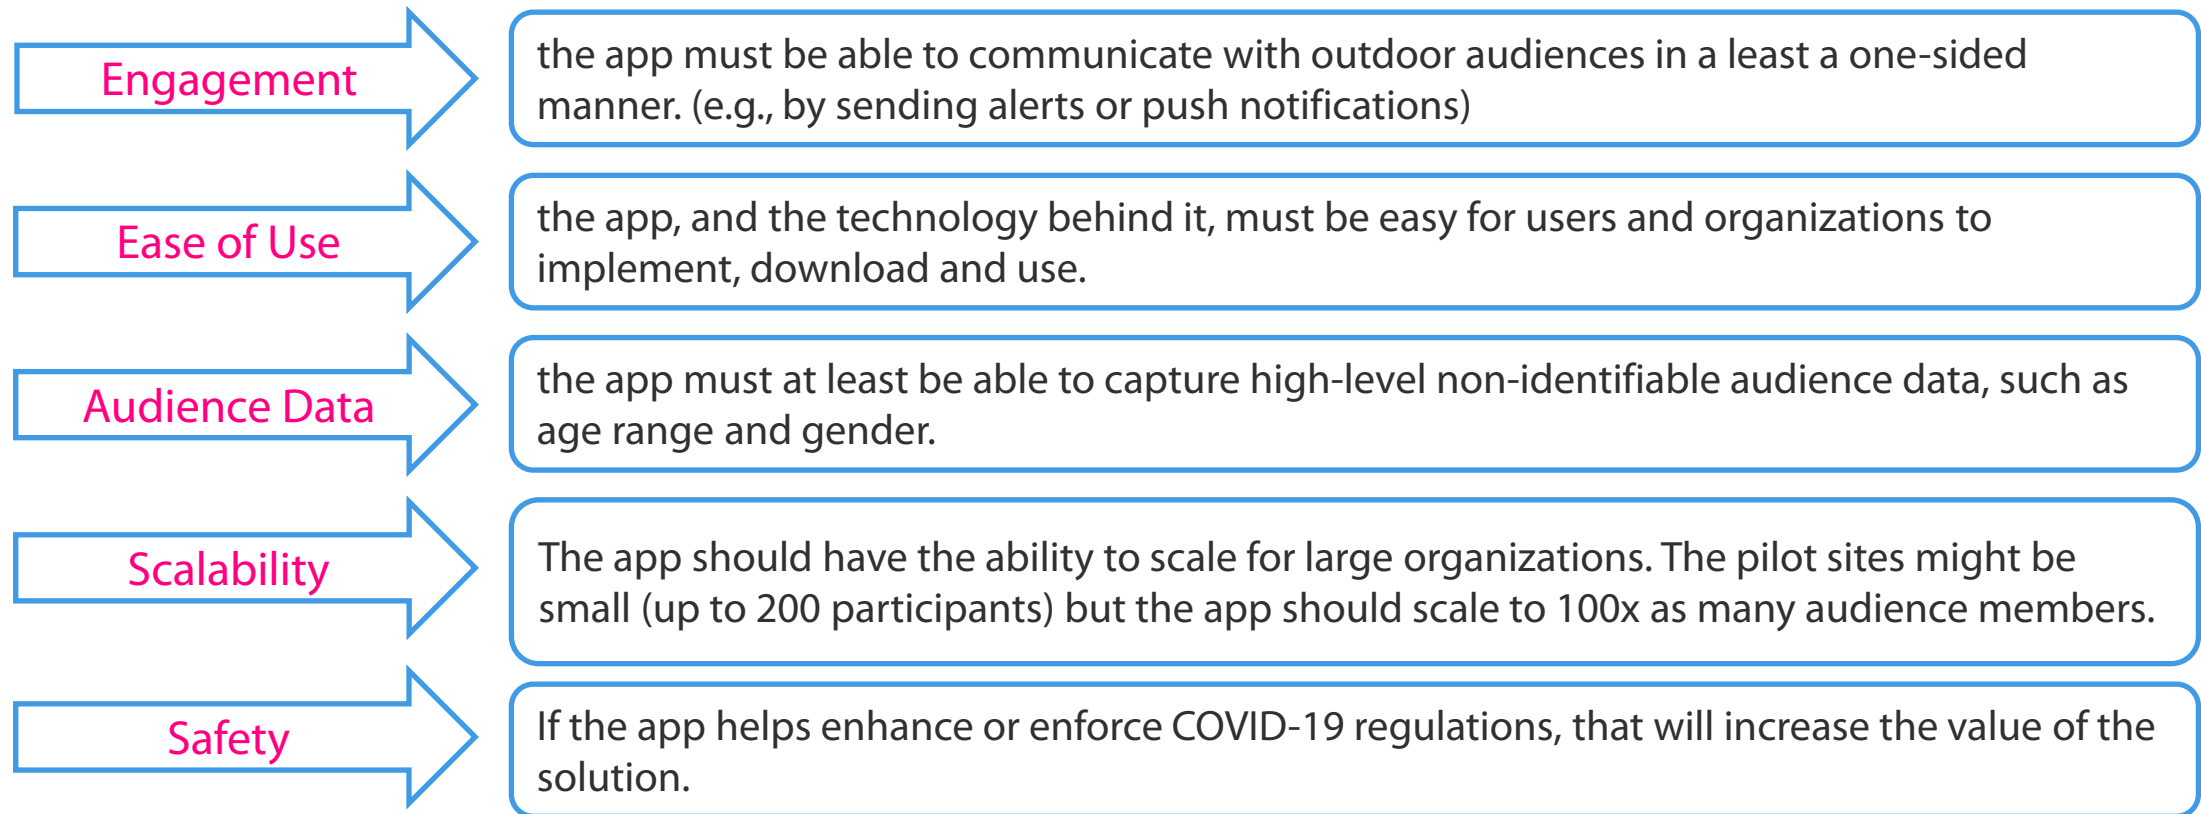 Engagement
the app must be able to communicate with outdoor audiences in a least a one-sided
manner. (e.g., by sending alerts or push notifications)
Ease of Use
the app, and the technology behind it, must be easy for users and organizations to
implement, download and use.
Audience Data
the app must at least be able to capture high-level non-identifiable audience data, such as
age range and gender.
Scalability
The app should have the ability to scale for large organizations. The pilot sites might be
small (up to 200 participants) but the app should scale to 100x as many audience members.
Safety
If the app helps enhance or enforce COVID-19 regulations, that will increase the value of the
solution.